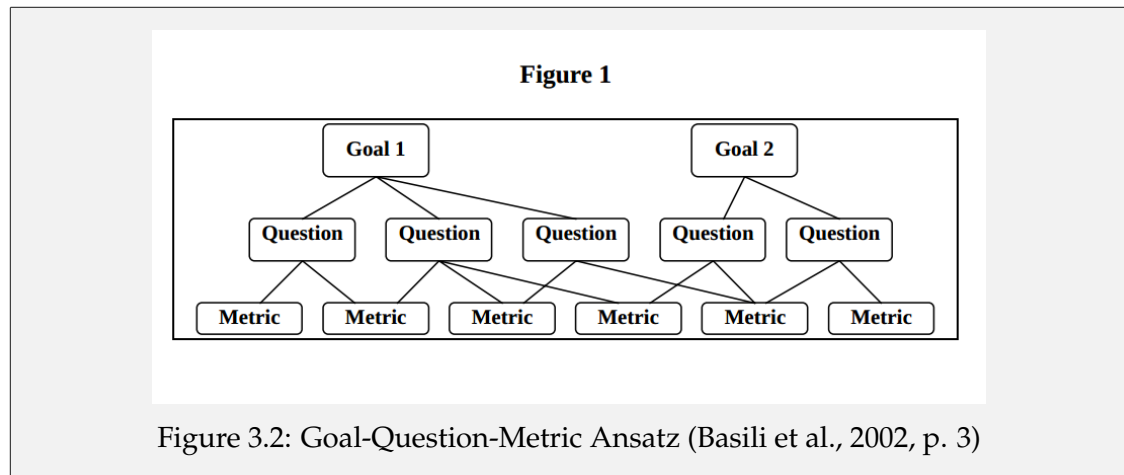 Figure 1
Goal 1
Goal 2
Question
Question
Question
Question
Question
Metric
Metric
Metric
Metric
Metric
Metric
Figure 3.2: Goal-Question-Metric Ansatz (Basili et al., 2002, p. 3)